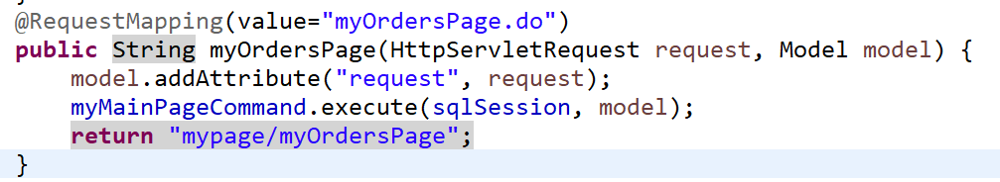 @RequestMapping(value="myOrdersPage.do")
public String myOrdersPage(HttpServletRequest request, Model model) {
model.addAttribute("request", request);
myMainPageCommand.execute(sqlSession, model);
return "mypage/myOrdersPage";
}